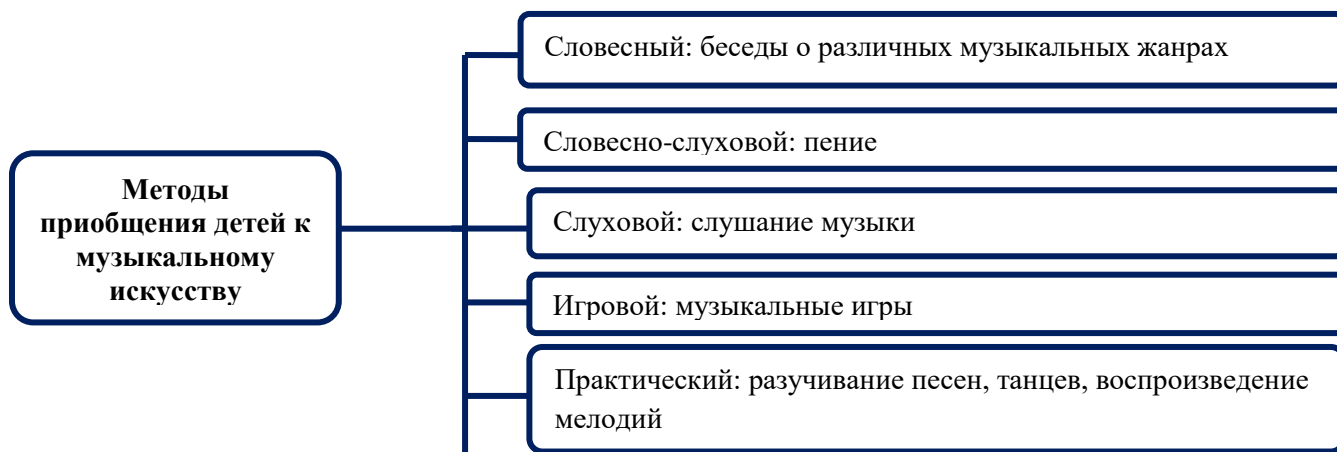 Методы
приобщения детей к
музыкальному
искусству
Словесный: беседы о различных музыкальных жанрах
Словесно-слуховой: пение
Слуховой: слушание музыки
Игровой: музыкальные игры
Практический: разучивание песен, танцев, воспроизведение
мелодий